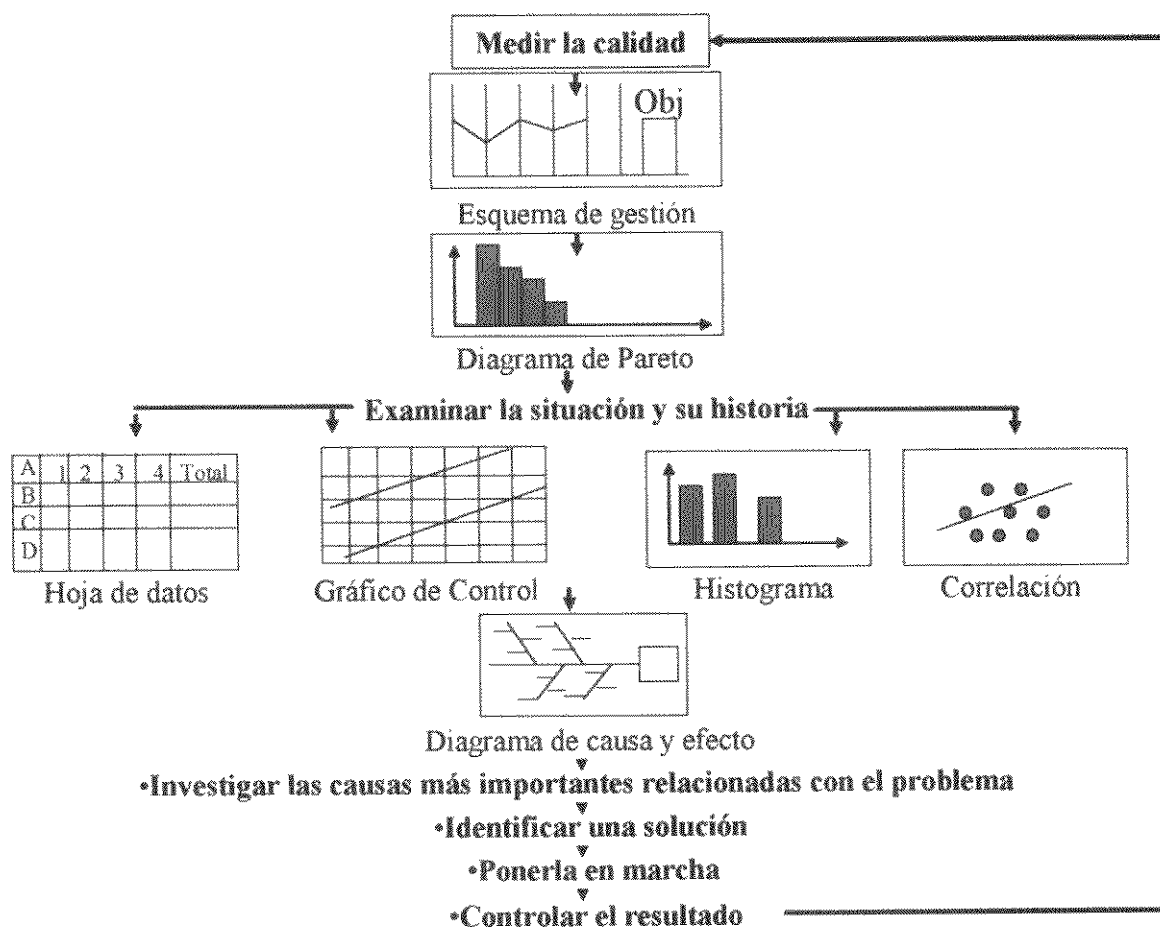 Medir la calidad
Obj
Esquema de gestión
Diagrama de Pareto
Examinar la situación y su historia
A 1 2 3 4 Total
B
C
D
Hoja de datos
Gráfico de Control
Histograma
Correlación
Diagrama de causa y efecto
•Investigar las causas más importantes relacionadas con el problema
•Identificar una solución
•Ponerla en marcha
•Controlar el resultado